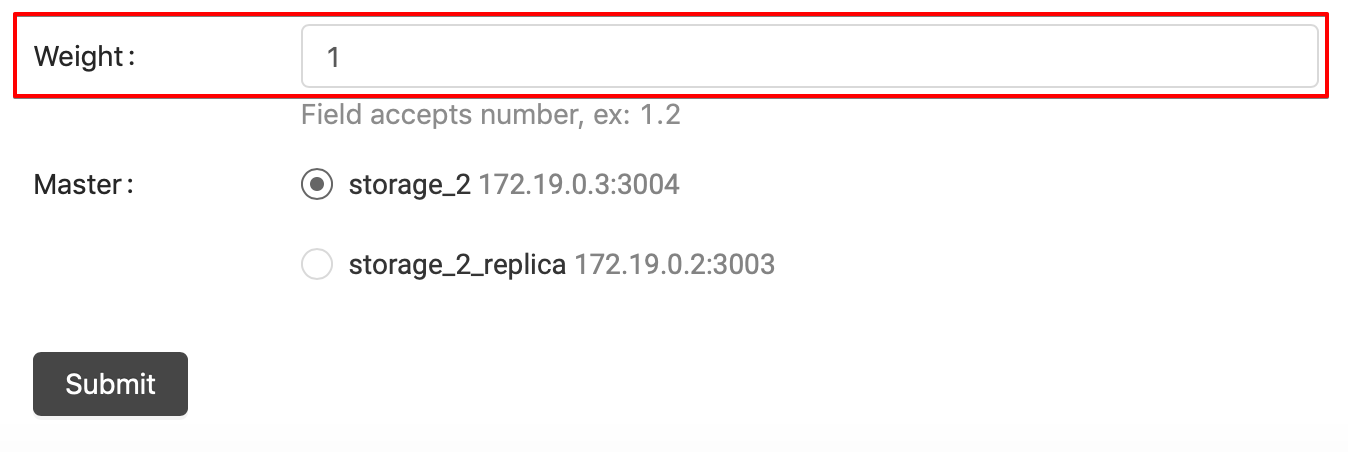 Weight: 1
Field accepts number, ex: 1.2
Master: storage_2 172.19.0.3:3004
storage_2_replica 172.19.0.2:3003
Submit